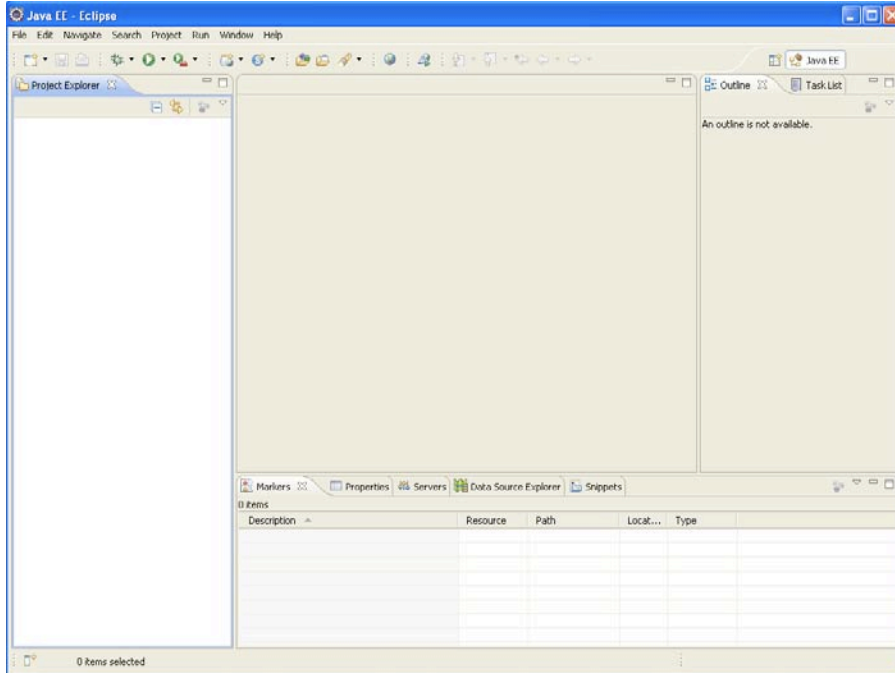 Java EE - Eclipse
File Edit Navigate Search Project Run Window Help
Java EE
Project Explorer
Outline Task List
An outline is not available.
Markers Properties Servers Data Source Explorer Snippets
0 items
Description Resource Path Locat... Type
0 items selected